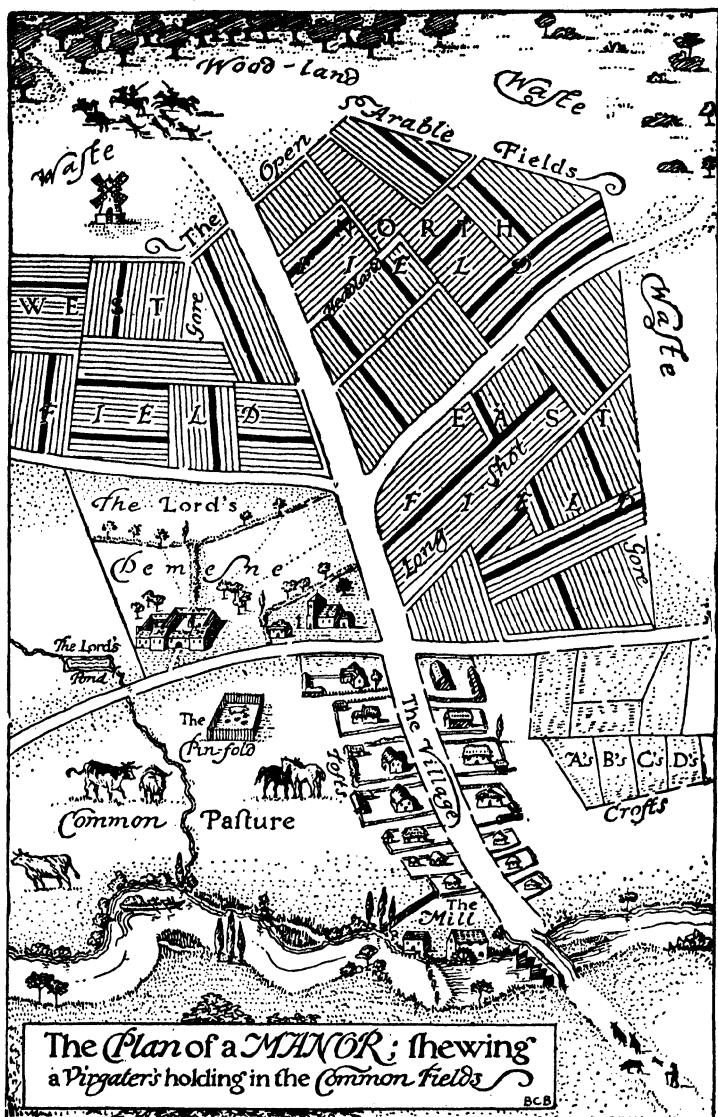 Wood-land
Waſte
Waſte
The Open Arable Fields
NORTH
FIELD
Headland
WEST
FIELD
Gore
Waſte
EAST
FIELD
Long Shot
Gore
The Lord's
Demeſne
The Lord's
Pond
The
Pin-fold
Tofts
The Village
A's B's C's D's
Crofts
Common Paſture
The
Mill
The Plan of a MANOR; ſhewing
a Virgater's holding in the Common Fields
BCB